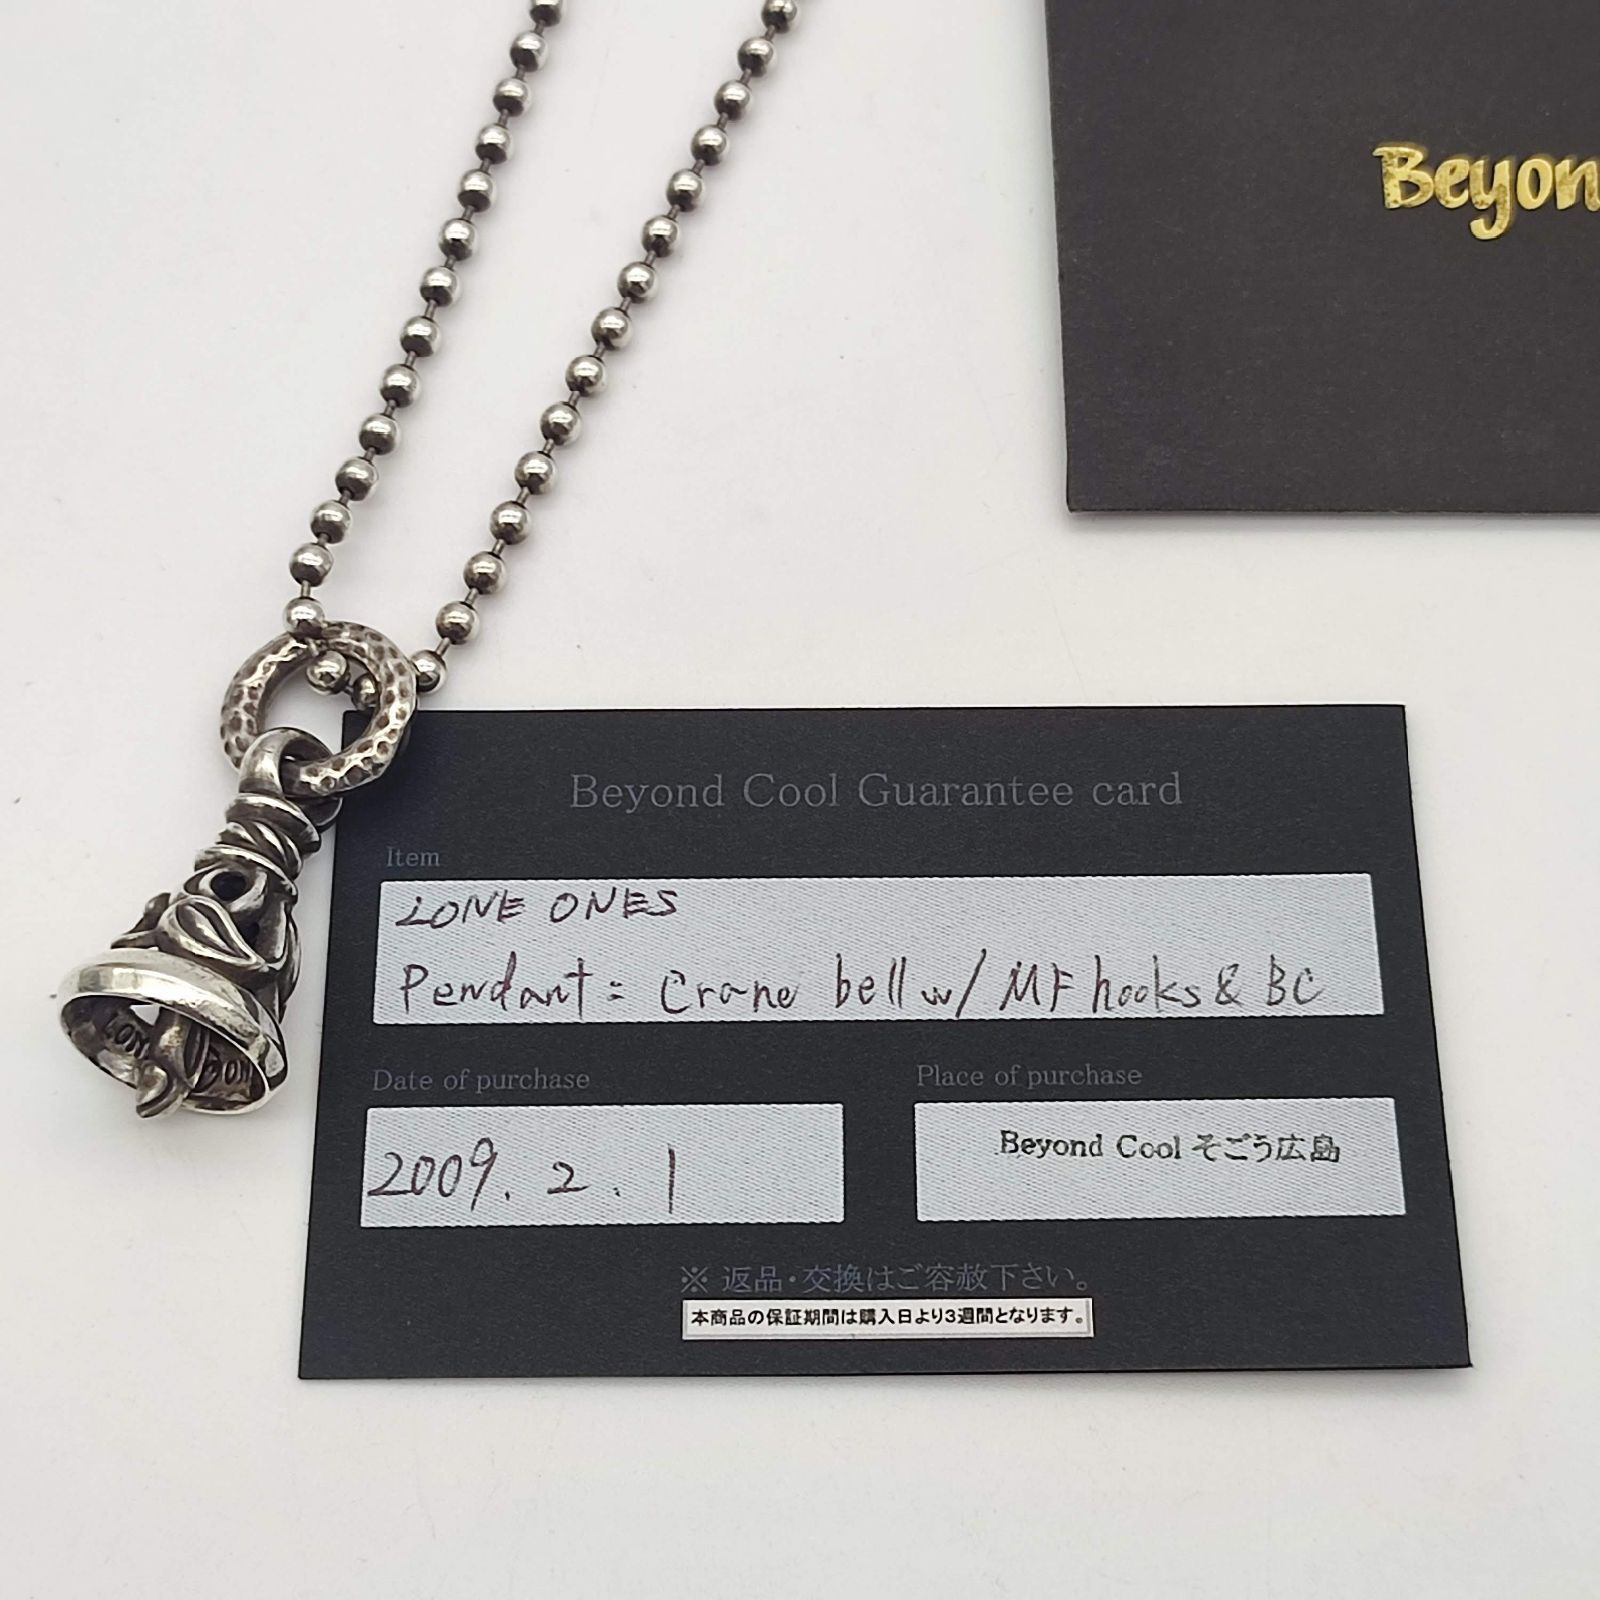 Beyon
Beyond Cool Guarantee card
Item
LONE ONES
Pendant: Crane bell w/ MF hooks & BC
Date of purchase
Place of purchase
2009. 2. 1
Beyond Cool そごう広島
※ 返品・交換はご容赦下さい。
本商品の保証期間は購入日より3週間となります。
LON